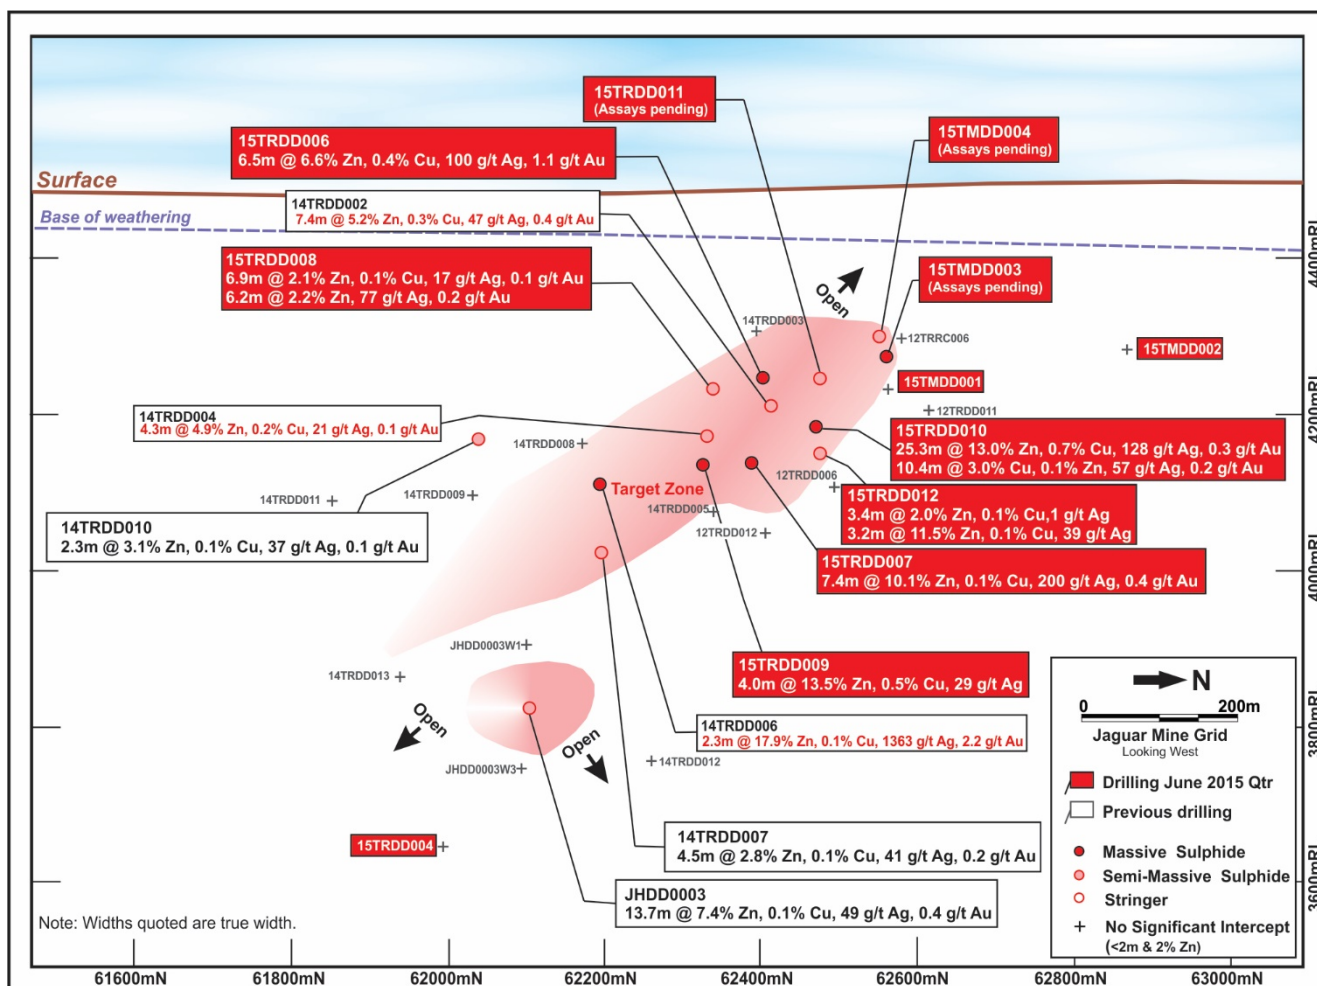 15TRDD011
(Assays pending)
15TMDD004
(Assays pending)
15TRDD006
6.5m @ 6.6% Zn, 0.4% Cu, 100 g/t Ag, 1.1 g/t Au
Surface
14TRDD002
7.4m @ 5.2% Zn, 0.3% Cu, 47 g/t Ag, 0.4 g/t Au
Base of weathering
15TRDD008
6.9m @ 2.1% Zn, 0.1% Cu, 17 g/t Ag, 0.1 g/t Au
6.2m @ 2.2% Zn, 77 g/t Ag, 0.2 g/t Au
15TMDD003
(Assays pending)
Open
4400mRL
14TRDD003
12TRRC006
15TMDD002
15TMDD001
14TRDD004
4.3m @ 4.9% Zn, 0.2% Cu, 21 g/t Ag, 0.1 g/t Au
12TRDD011
4200mRL
14TRDD008
15TRDD010
25.3m @ 13.0% Zn, 0.7% Cu, 128 g/t Ag, 0.3 g/t Au
10.4m @ 3.0% Cu, 0.1% Zn, 57 g/t Ag, 0.2 g/t Au
12TRDD006
Target Zone
14TRDD011
14TRDD009
14TRDD005
15TRDD012
3.4m @ 2.0% Zn, 0.1% Cu,1 g/t Ag
3.2m @ 11.5% Zn, 0.1% Cu, 39 g/t Ag
14TRDD010
2.3m @ 3.1% Zn, 0.1% Cu, 37 g/t Ag, 0.1 g/t Au
12TRDD012
15TRDD007
7.4m @ 10.1% Zn, 0.1% Cu, 200 g/t Ag, 0.4 g/t Au
4000mRL
JHDD0003W1
14TRDD013
15TRDD009
4.0m @ 13.5% Zn, 0.5% Cu, 29 g/t Ag
Open
Open
14TRDD006
2.3m @ 17.9% Zn, 0.1% Cu, 1363 g/t Ag, 2.2 g/t Au
3800mRL
JHDD0003W3
14TRDD012
15TRDD004
14TRDD007
4.5m @ 2.8% Zn, 0.1% Cu, 41 g/t Ag, 0.2 g/t Au
JHDD0003
13.7m @ 7.4% Zn, 0.1% Cu, 49 g/t Ag, 0.4 g/t Au
3600mRL
Note: Widths quoted are true width.
N
0 200m
Jaguar Mine Grid
Looking West
Drilling June 2015 Qtr
Previous drilling
Massive Sulphide
Semi-Massive Sulphide
Stringer
No Significant Intercept
(<2m & 2% Zn)
61600mN 61800mN 62000mN 62200mN 62400mN 62600mN 62800mN 63000mN